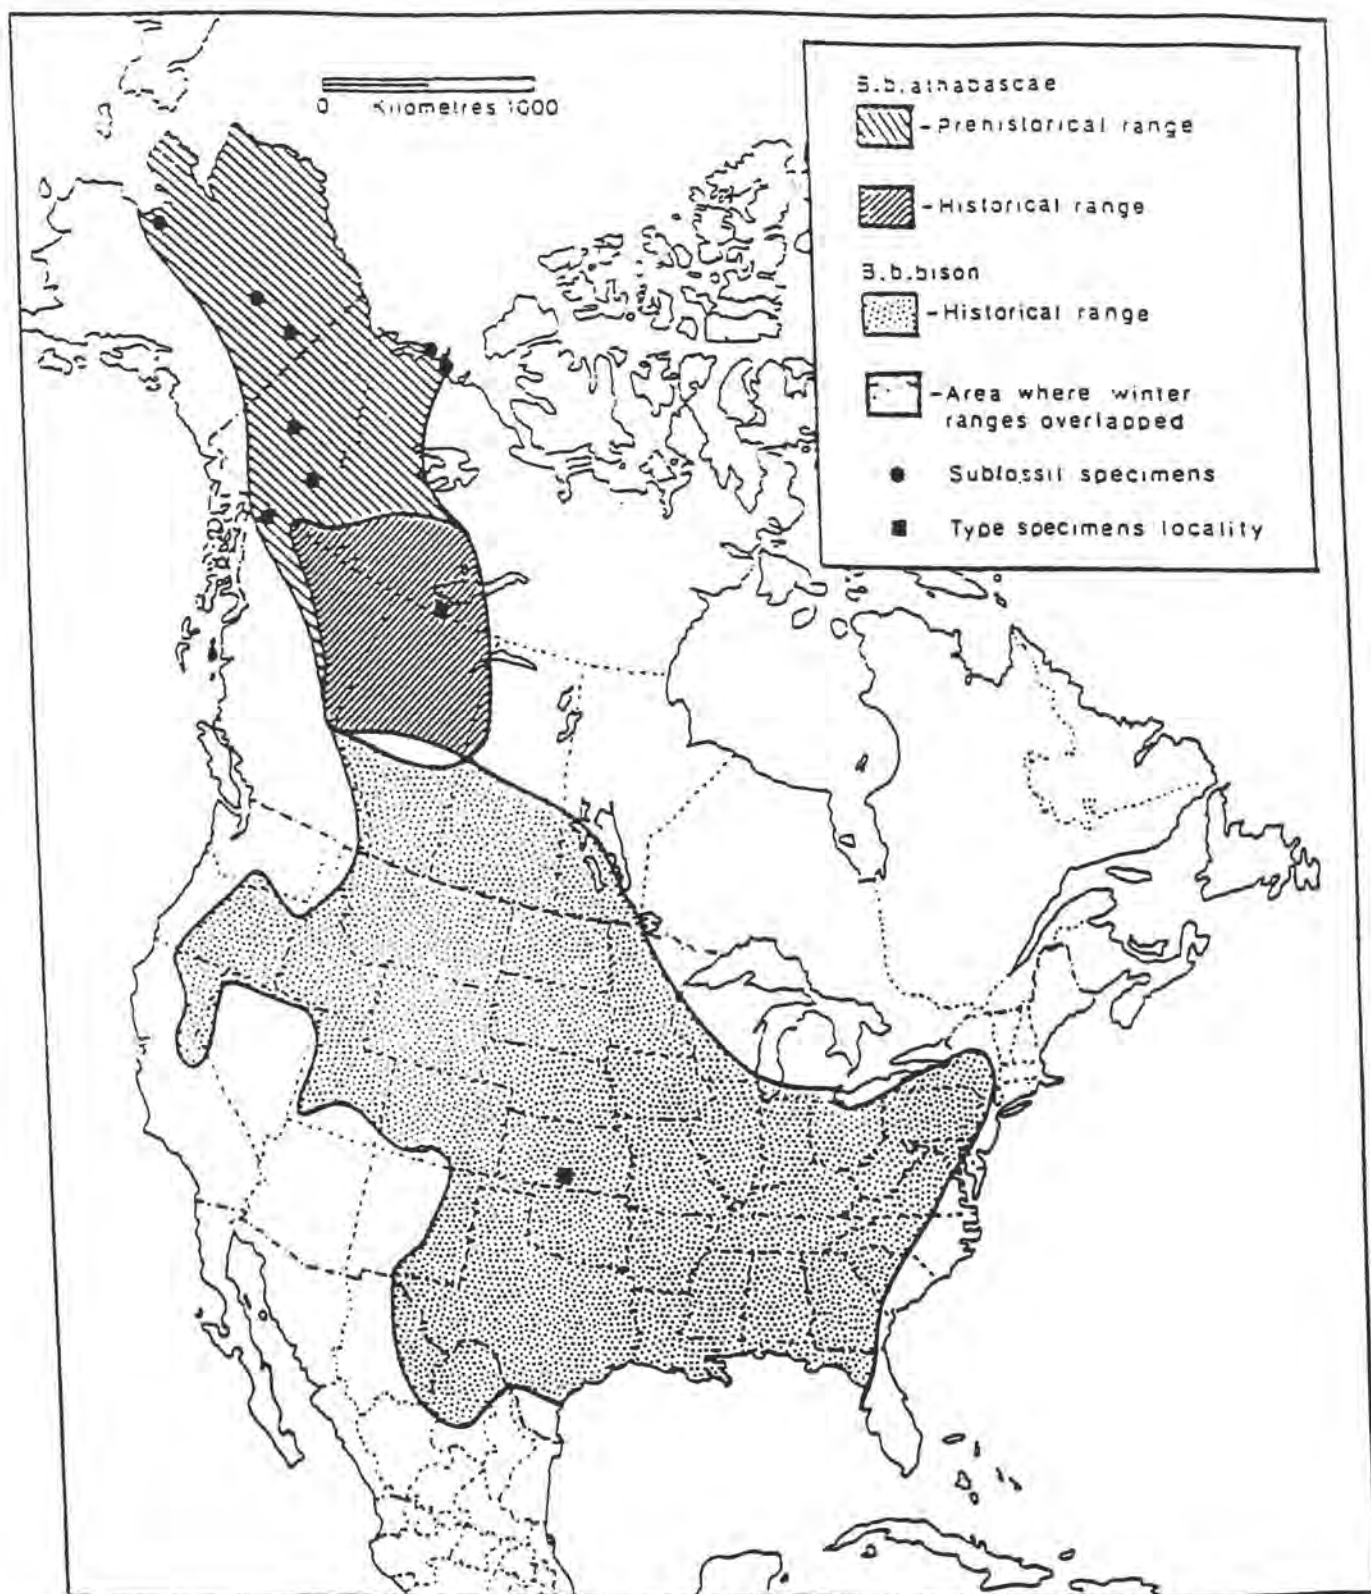 0 Kilometres 1000
B.b.athabascae
-Prehistorical range
-Historical range
B.b.bison
-Historical range
-Area where winter
ranges overlapped
Subfossil specimens
Type specimens locality